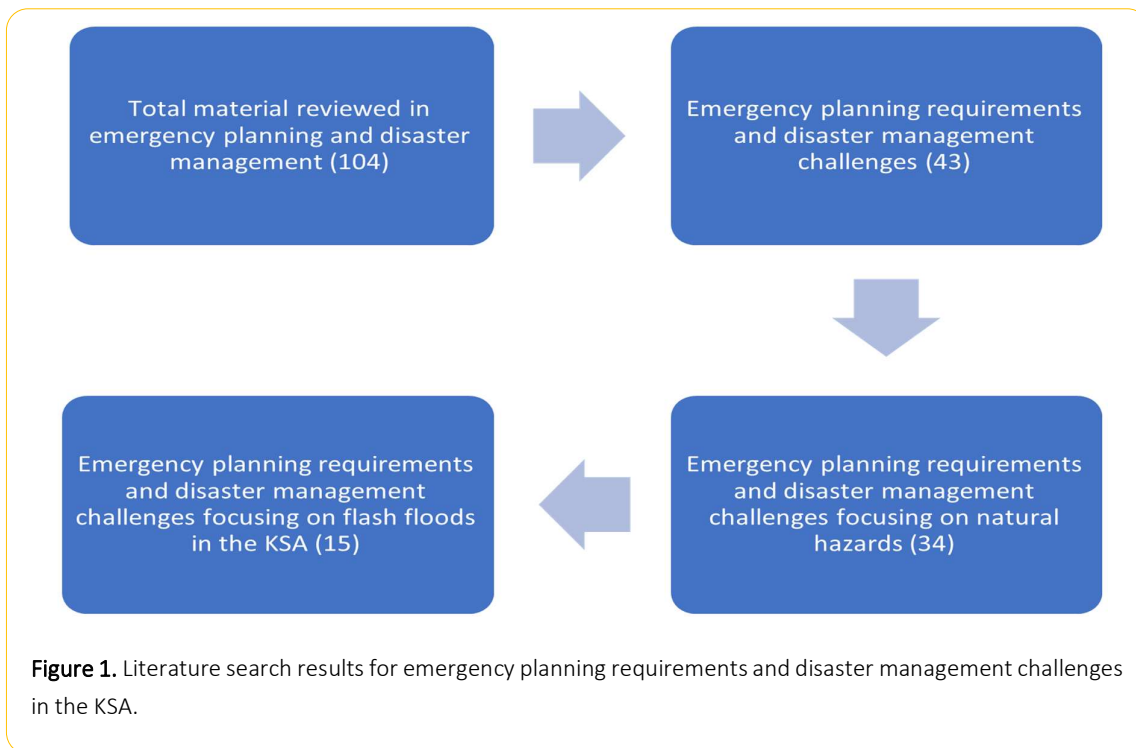 Total material reviewed in
emergency planning and disaster
management (104)
Emergency planning requirements
and disaster management
challenges (43)
Emergency planning requirements
and disaster management
challenges focusing on natural
hazards (34)
Emergency planning requirements
and disaster management
challenges focusing on flash floods
in the KSA (15)
Figure 1. Literature search results for emergency planning requirements and disaster management challenges
in the KSA.